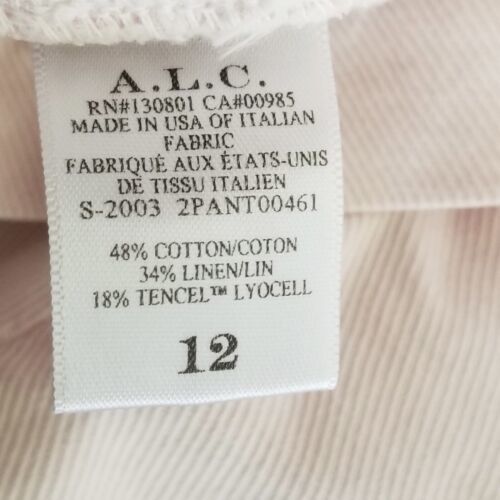 A.L.C.
RN#130801 CA#00985
MADE IN USA OF ITALIAN
FABRIC
FABRIQUÉ AUX ÉTATS-UNIS
DE TISSU ITALIEN
S-2003 2PANT00461
48% COTTON/COTON
34% LINEN/LIN
18% TENCEL™ LYOCELL
12